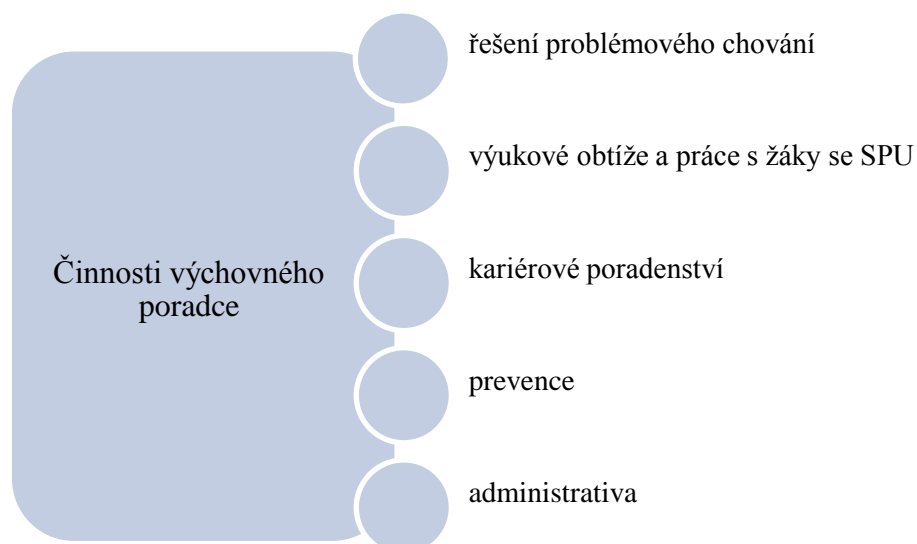 řešení problémového chování
výukové obtíže a práce s žáky se SPU
Činnosti výchovného
poradce
kariérové poradenství
prevence
administrativa